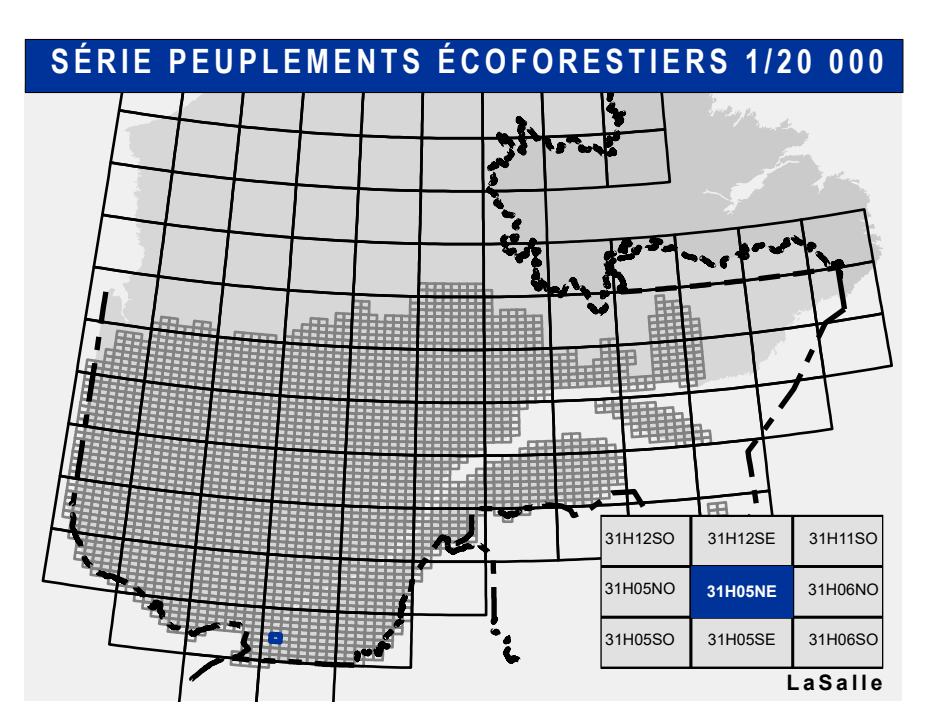 SÉRIE PEUPLEMENTS ÉCOFORESTIERS 1/20 000
31H12SO 31H12SE 31H11SO
31H05NO 31H05NE 31H06NO
31H05SO 31H05SE 31H06SO
LaSalle